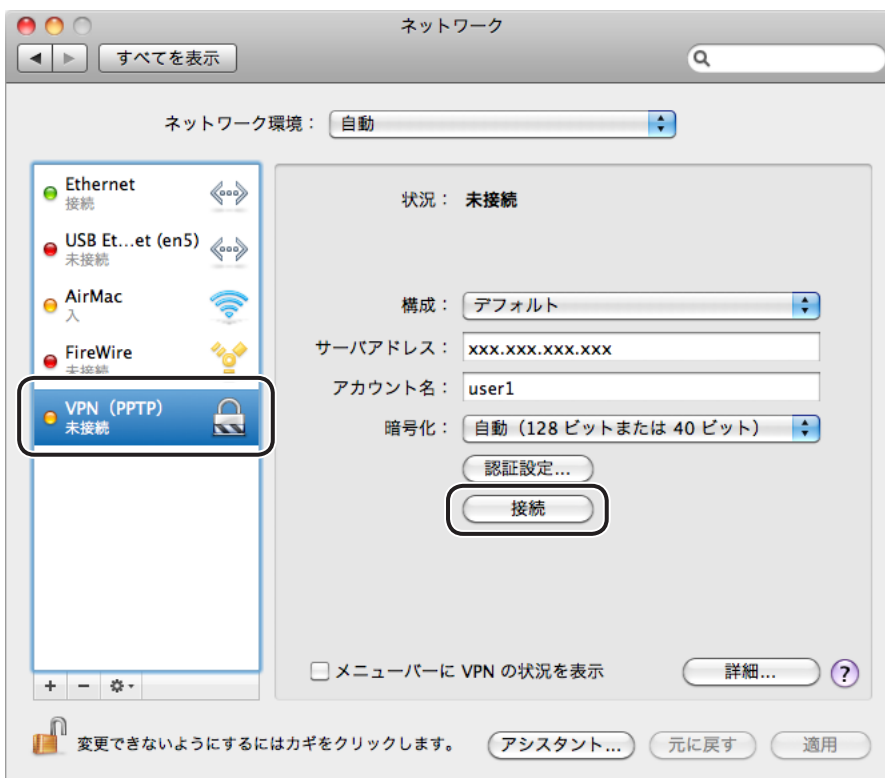 ネットワーク
すべてを表示
ネットワーク環境： 自動
Ethernet
接続
USB Et...et (en5)
未接続
AirMac
入
FireWire
未接続
VPN（PPTP）
未接続
状況： 未接続
構成： デフォルト
サーバアドレス： xxx.xxx.xxx.xxx
アカウント名： user1
暗号化： 自動（128 ビットまたは 40 ビット）
認証設定...
接続
メニューバーに VPN の状況を表示
詳細... ?
変更できないようにするにはカギをクリックします。 アシスタント... 元に戻す 適用